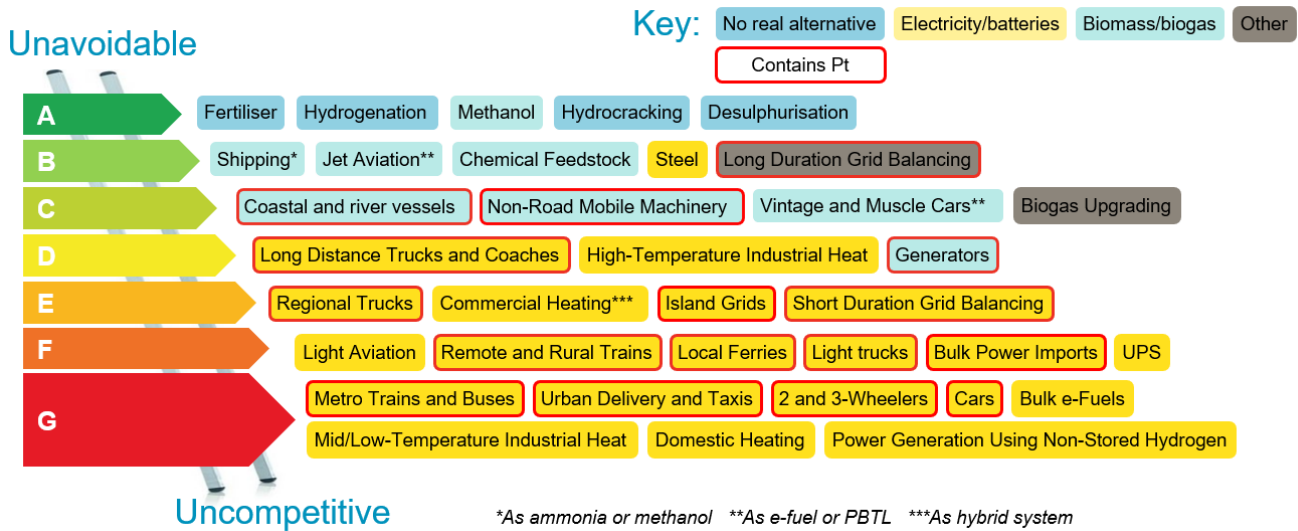 Key: No real alternative Electricity/batteries Biomass/biogas Other
Contains Pt
Unavoidable
A Fertiliser Hydrogenation Methanol Hydrocracking Desulphurisation
B Shipping* Jet Aviation** Chemical Feedstock Steel Long Duration Grid Balancing
C Coastal and river vessels Non-Road Mobile Machinery Vintage and Muscle Cars** Biogas Upgrading
D Long Distance Trucks and Coaches High-Temperature Industrial Heat Generators
E Regional Trucks Commercial Heating*** Island Grids Short Duration Grid Balancing
F Light Aviation Remote and Rural Trains Local Ferries Light trucks Bulk Power Imports UPS
G Metro Trains and Buses Urban Delivery and Taxis 2 and 3-Wheelers Cars Bulk e-Fuels
Mid/Low-Temperature Industrial Heat Domestic Heating Power Generation Using Non-Stored Hydrogen
Uncompetitive
*As ammonia or methanol **As e-fuel or PBTL ***As hybrid system